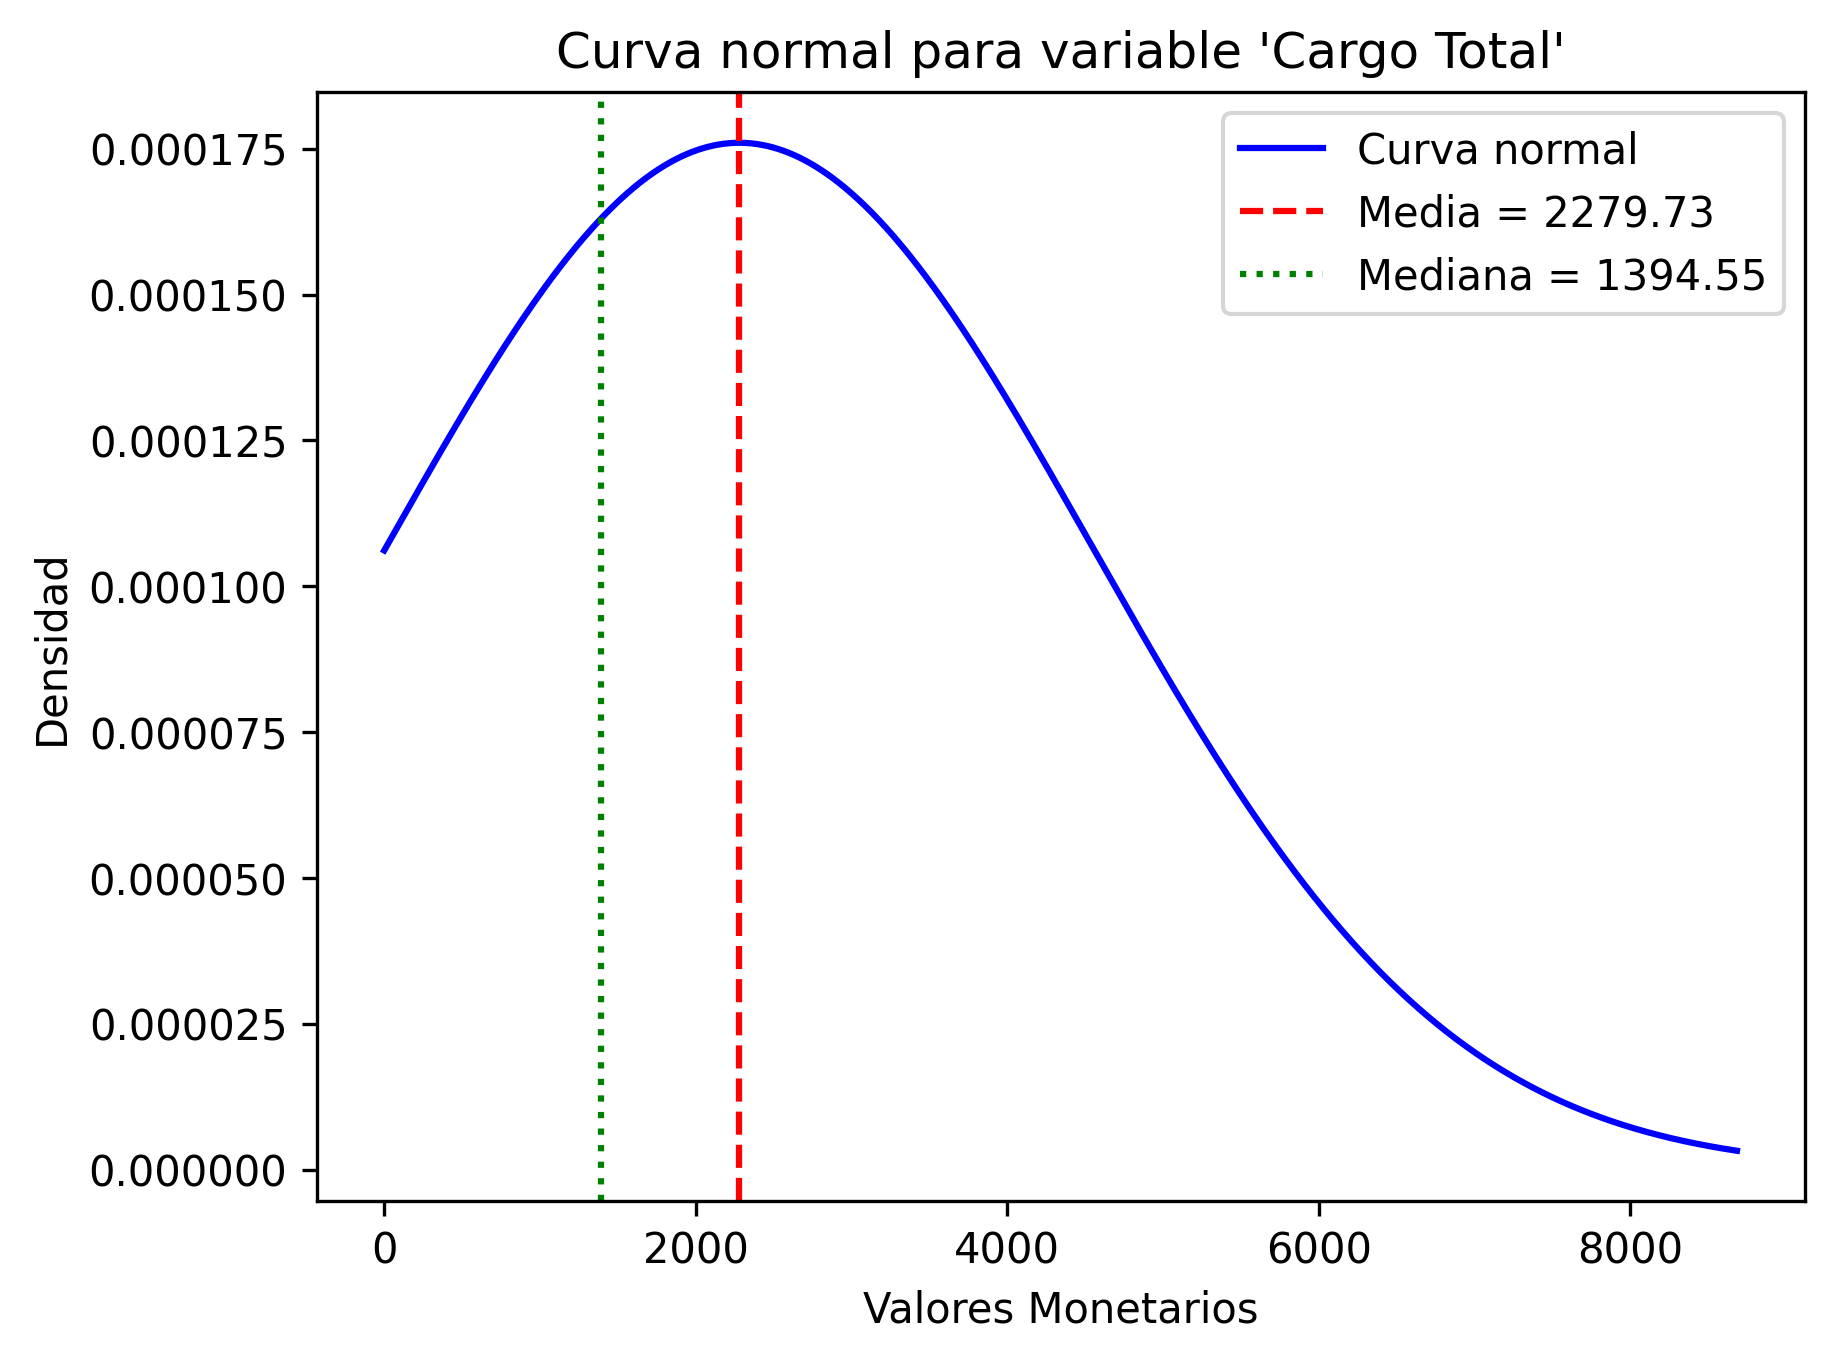 Curva normal para variable 'Cargo Total'
Curva normal
Media = 2279.73
Mediana = 1394.55
0.000175
0.000150
0.000125
0.000100
0.000075
0.000050
0.000025
0.000000
Densidad
0 2000 4000 6000 8000
Valores Monetarios